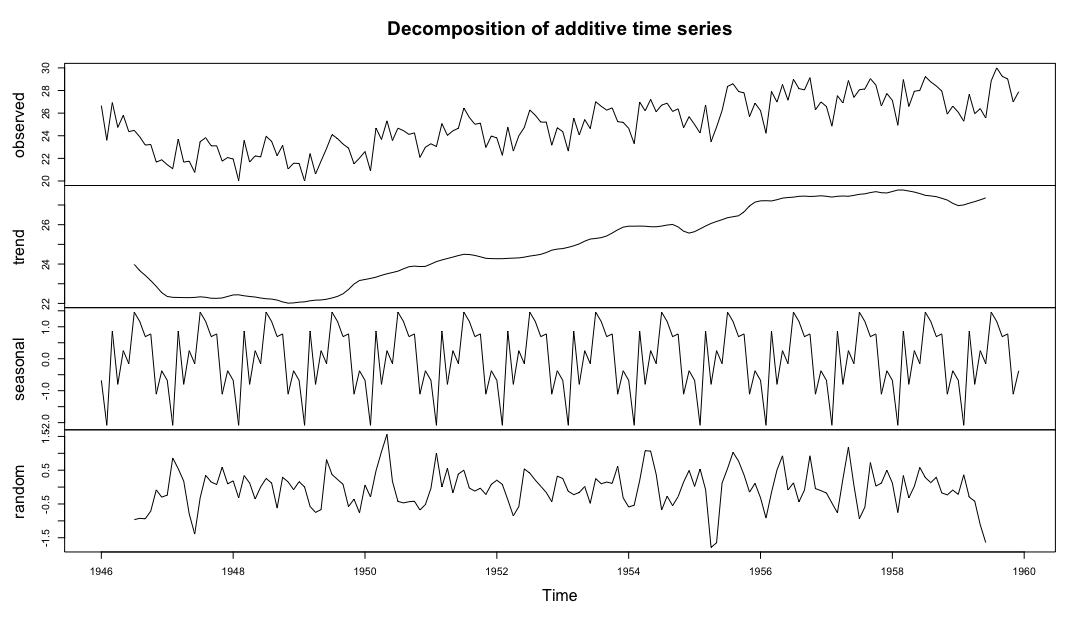 Decomposition of additive time series
observed
20 22 24 26 28 30
trend
22 24 26
seasonal
-2.0 -1.0 0.0 1.0
random
-1.5 -0.5 0.5 1.5
1946 1948 1950 1952 1954 1956 1958 1960
Time